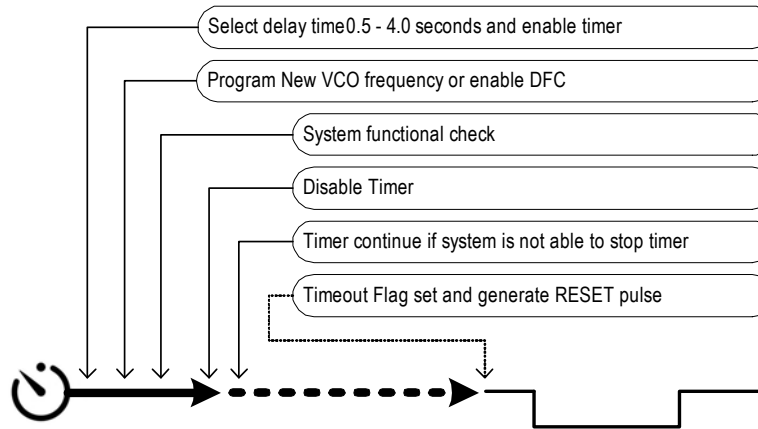 Select delay time0.5 - 4.0 seconds and enable timer
Program New VCO frequency or enable DFC
System functional check
Disable Timer
Timer continue if system is not able to stop timer
Timeout Flag set and generate RESET pulse